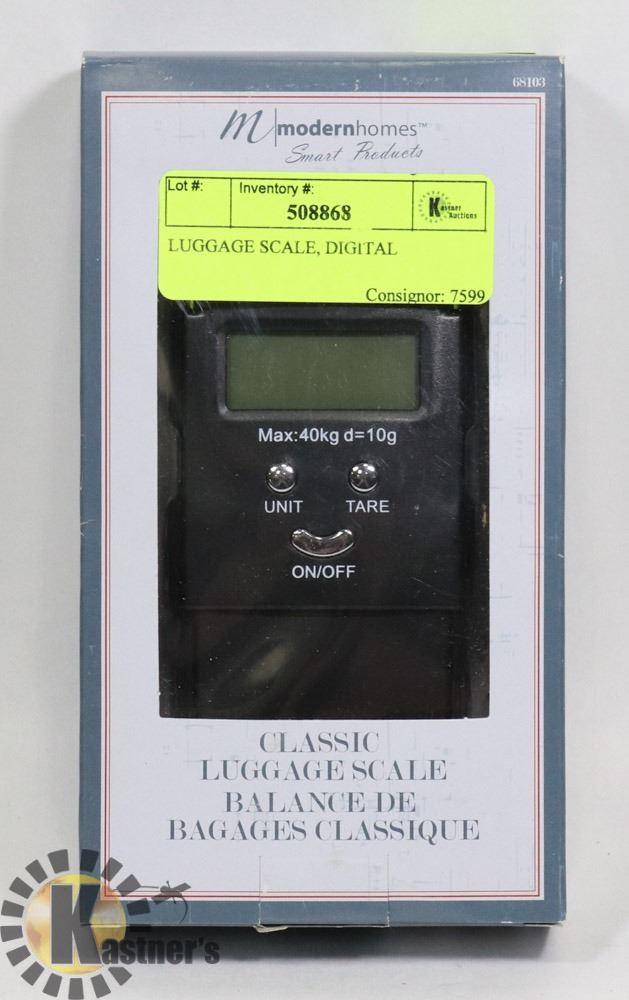 68103
M modernhomes™
Smart Products
Lot #: Inventory #:
508868
Kastner Auctions
LUGGAGE SCALE, DIGITAL
Consignor: 7599
Max:40kg d=10g
UNIT TARE
ON/OFF
CLASSIC
LUGGAGE SCALE
BALANCE DE
BAGAGES CLASSIQUE
Kastner's